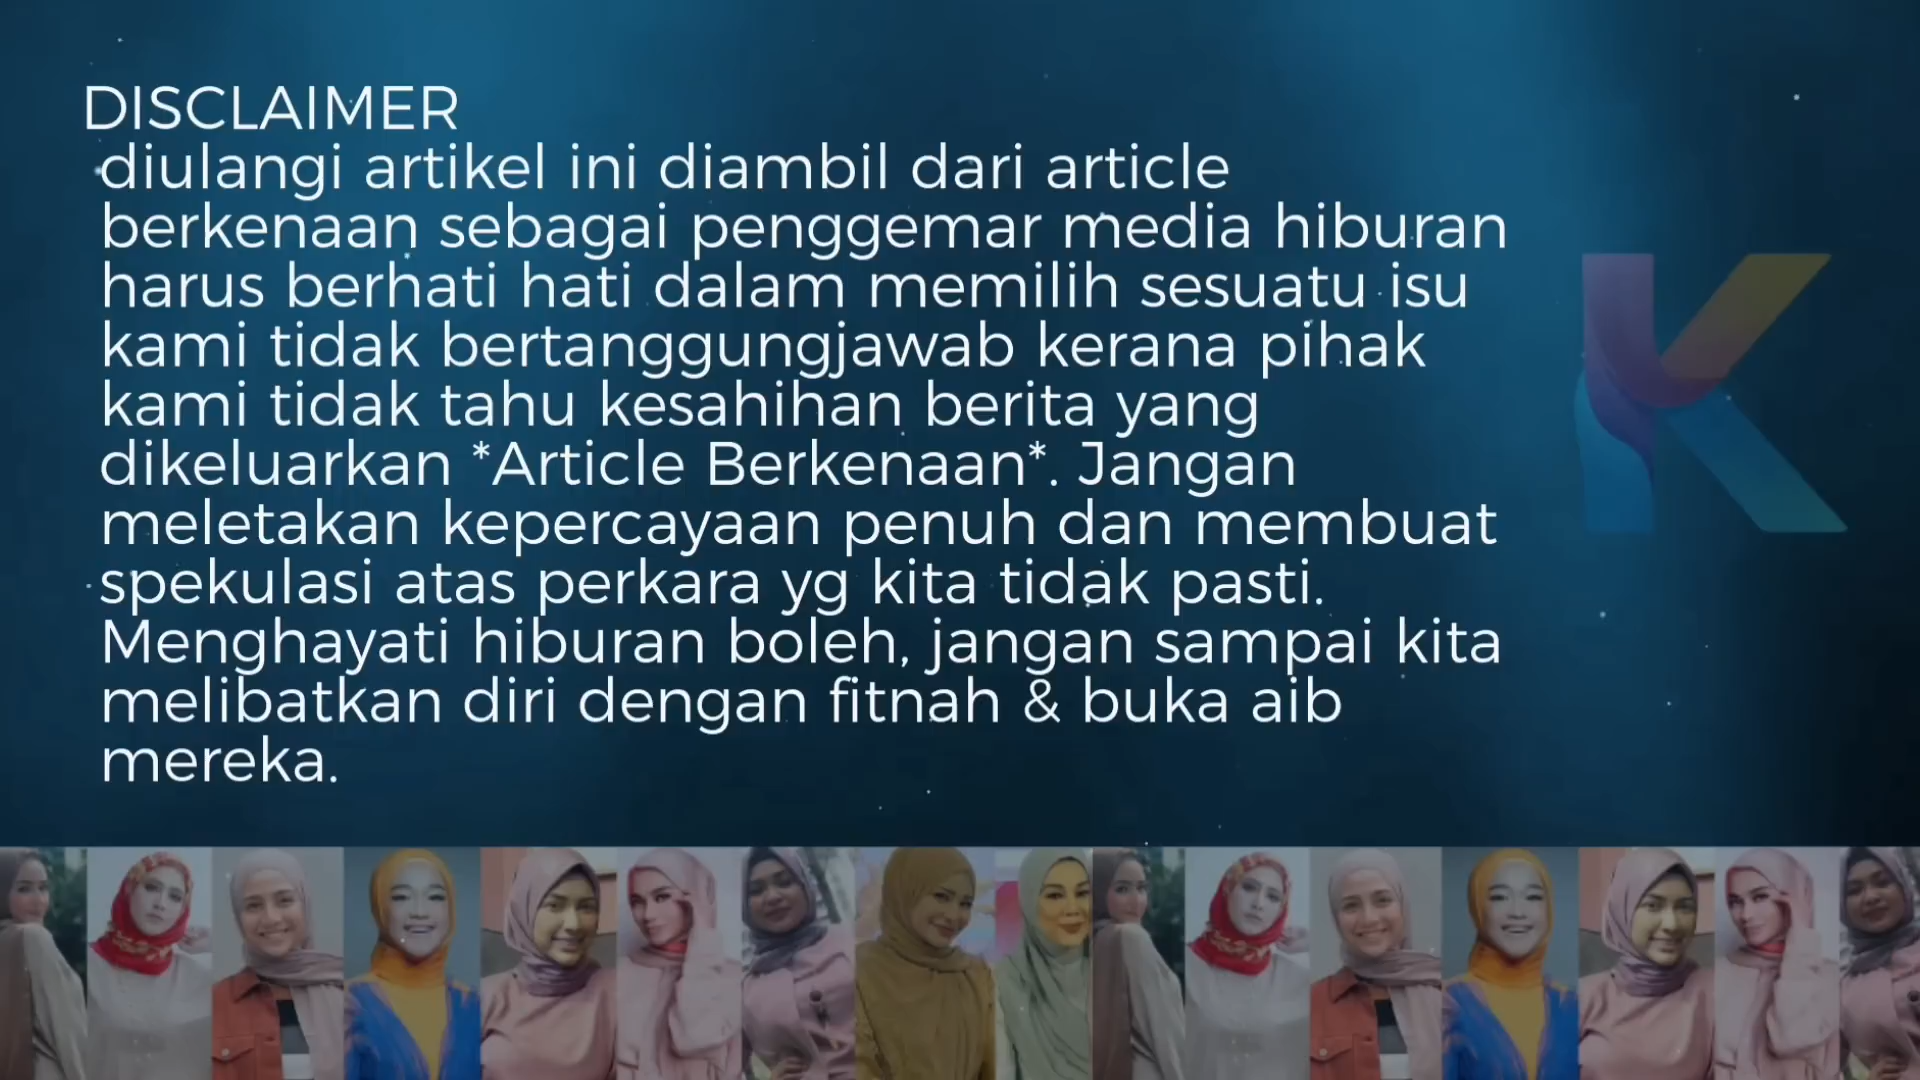 DISCLAIMER
diulangi artikel ini diambil dari article
berkenaan sebagai penggemar media hiburan
harus berhati hati dalam memilih sesuatu isu
kami tidak bertanggungjawab kerana pihak
kami tidak tahu kesahihan berita yang
dikeluarkan *Article Berkenaan*. Jangan
meletakan kepercayaan penuh dan membuat
spekulasi atas perkara yg kita tidak pasti.
Menghayati hiburan boleh, jangan sampai kita
melibatkan diri dengan fitnah & buka aib
mereka.
K